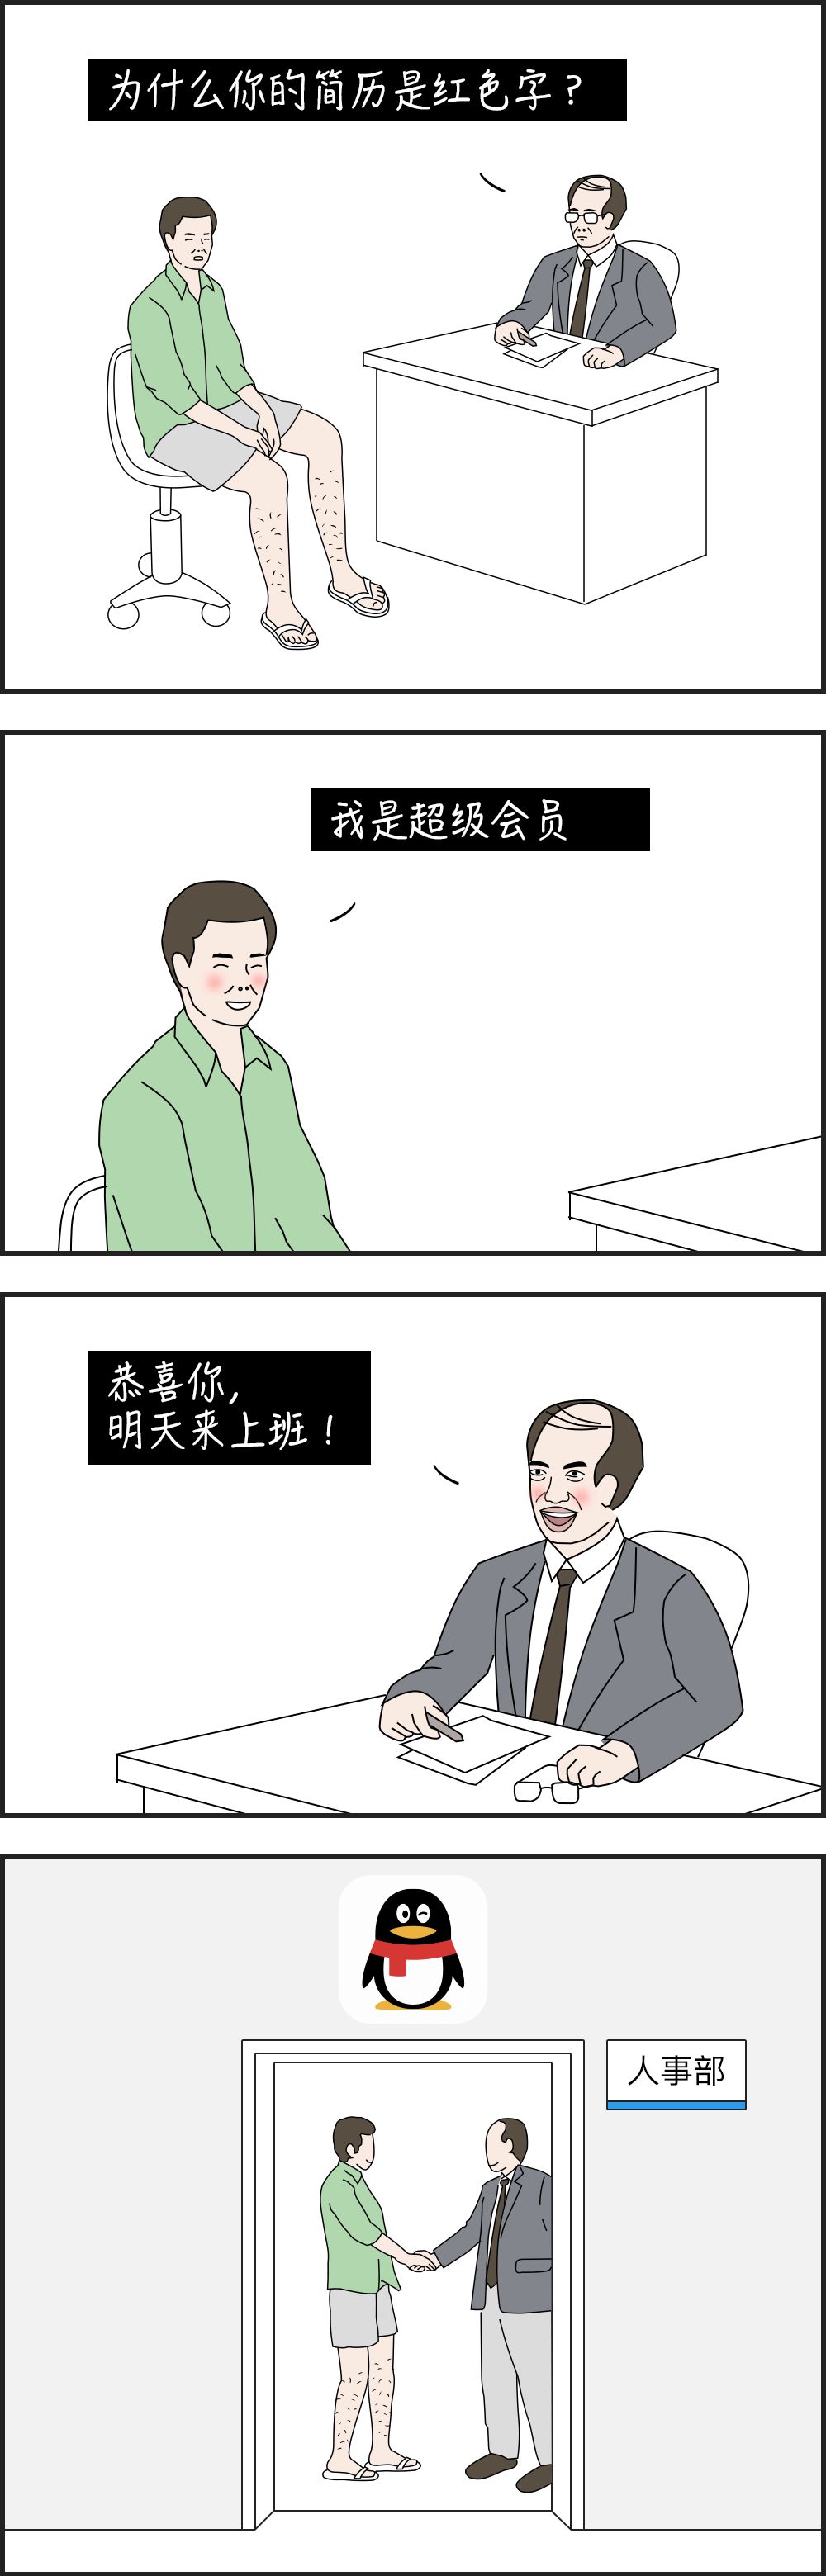 为什么你的简历是红色字？
我是超级会员
恭喜你,
明天来上班！
人事部